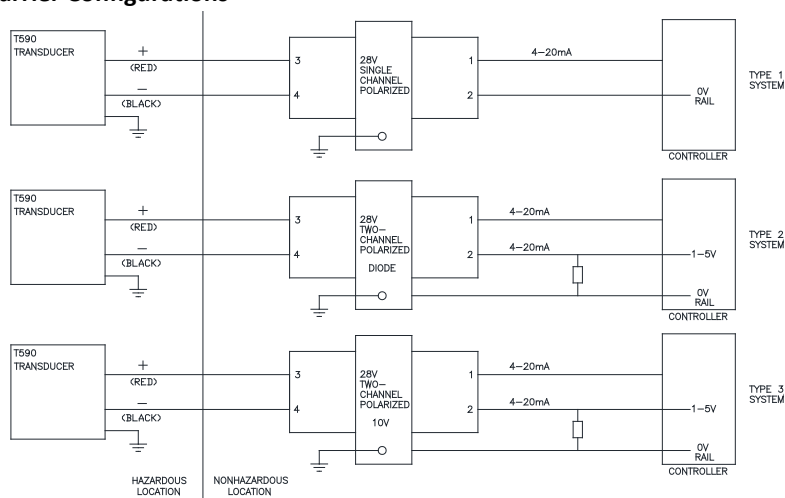 T590
TRANSDUCER
+
(RED)
−
(BLACK)
3
4
28V
SINGLE
CHANNEL
POLARIZED
1
2
4−20mA
0V
RAIL
CONTROLLER
TYPE 1
SYSTEM
T590
TRANSDUCER
+
(RED)
−
(BLACK)
3
4
28V
TWO−
CHANNEL
POLARIZED
DIODE
1
2
4−20mA
4−20mA
1−5V
0V
RAIL
CONTROLLER
TYPE 2
SYSTEM
T590
TRANSDUCER
+
(RED)
−
(BLACK)
3
4
28V
TWO−
CHANNEL
POLARIZED
10V
1
2
4−20mA
4−20mA
1−5V
0V
RAIL
CONTROLLER
TYPE 3
SYSTEM
HAZARDOUS
LOCATION
NONHAZARDOUS
LOCATION